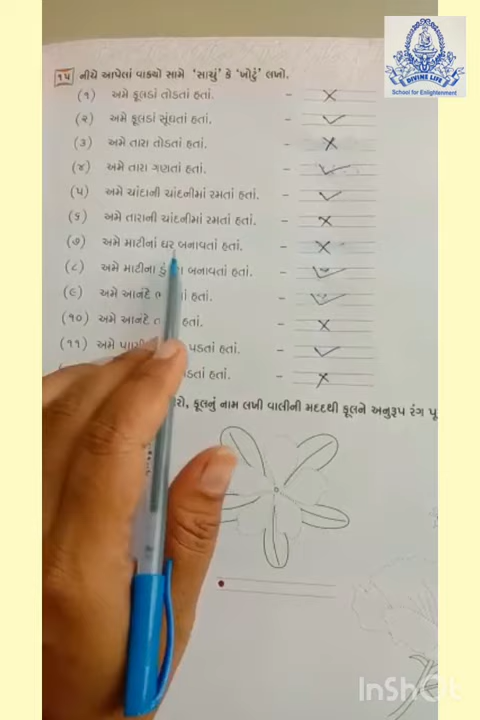 DIVINE LIFE
School for Enlightenment
૧૫ નીચે આપેલાં વાક્યો સામે 'સાચું' કે 'ખોટું' લખો.
(૧) અમે ફૂલડાં તોડતાં હતાં. - ✗
(૨) અમે ફૂલડાં સૂંઘતાં હતાં. - ✓
(૩) અમે તારા તોડતાં હતાં. - ✗
(૪) અમે તારા ગણતાં હતાં. - ✓
(૫) અમે ચાંદાની ચાંદનીમાં રમતાં હતાં. - ✓
(૬) અમે તારાની ચાંદનીમાં રમતાં હતાં. - ✗
(૭) અમે માટીનાં ઘર બનાવતાં હતાં. - ✗
(૮) અમે માટીના બનાવતાં હતાં. - ✓
(૯) અમે આનંદે હતાં. - ✓
(૧૦) અમે આનંદે હતાં. - ✗
(૧૧) અમે પડતાં હતાં. - ✓
હતાં. - ✗
ફૂલનું નામ લખી વાલીની મદદથી ફૂલને અનુરૂપ રંગ પૂ
InShOt